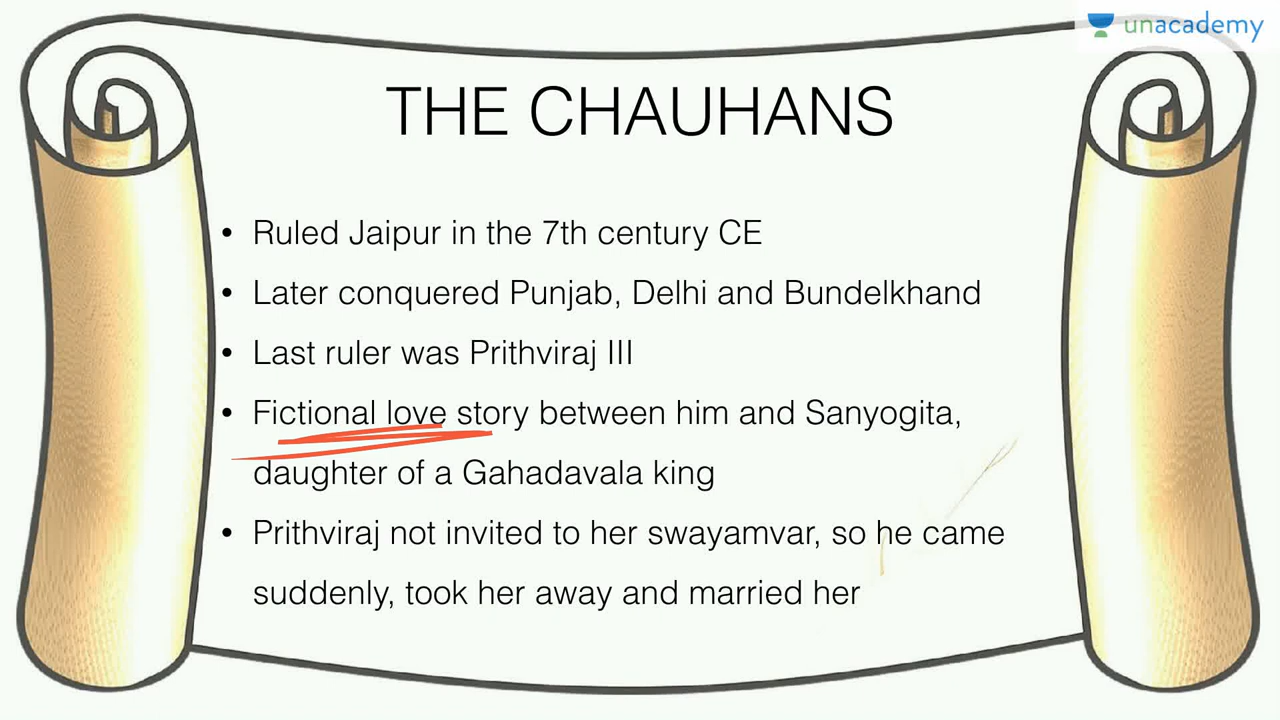 unacademy
THE CHAUHANS
• Ruled Jaipur in the 7th century CE
• Later conquered Punjab, Delhi and Bundelkhand
• Last ruler was Prithviraj III
• Fictional love story between him and Sanyogita,
daughter of a Gahadavala king
• Prithviraj not invited to her swayamvar, so he came
suddenly, took her away and married her